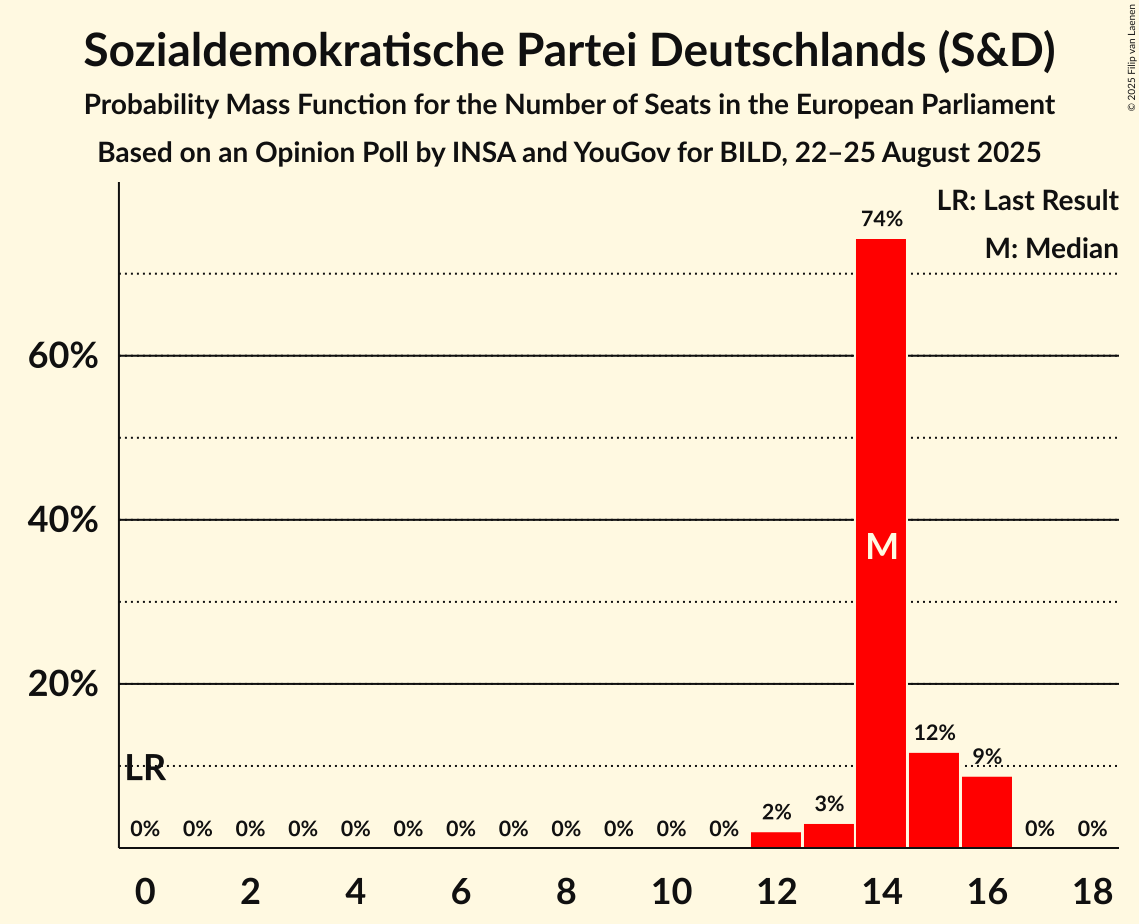 Sozialdemokratische Partei Deutschlands (S&D)
Probability Mass Function for the Number of Seats in the European Parliament
Based on an Opinion Poll by INSA and YouGov for BILD, 22–25 August 2025
© 2025 Filip van Laenen
LR: Last Result
M: Median
74%
60%
40%
M
20%
12%
9%
LR
3%
2%
0% 0% 0% 0% 0% 0% 0% 0% 0% 0% 0% 0% 0% 0%
0 2 4 6 8 10 12 14 16 18